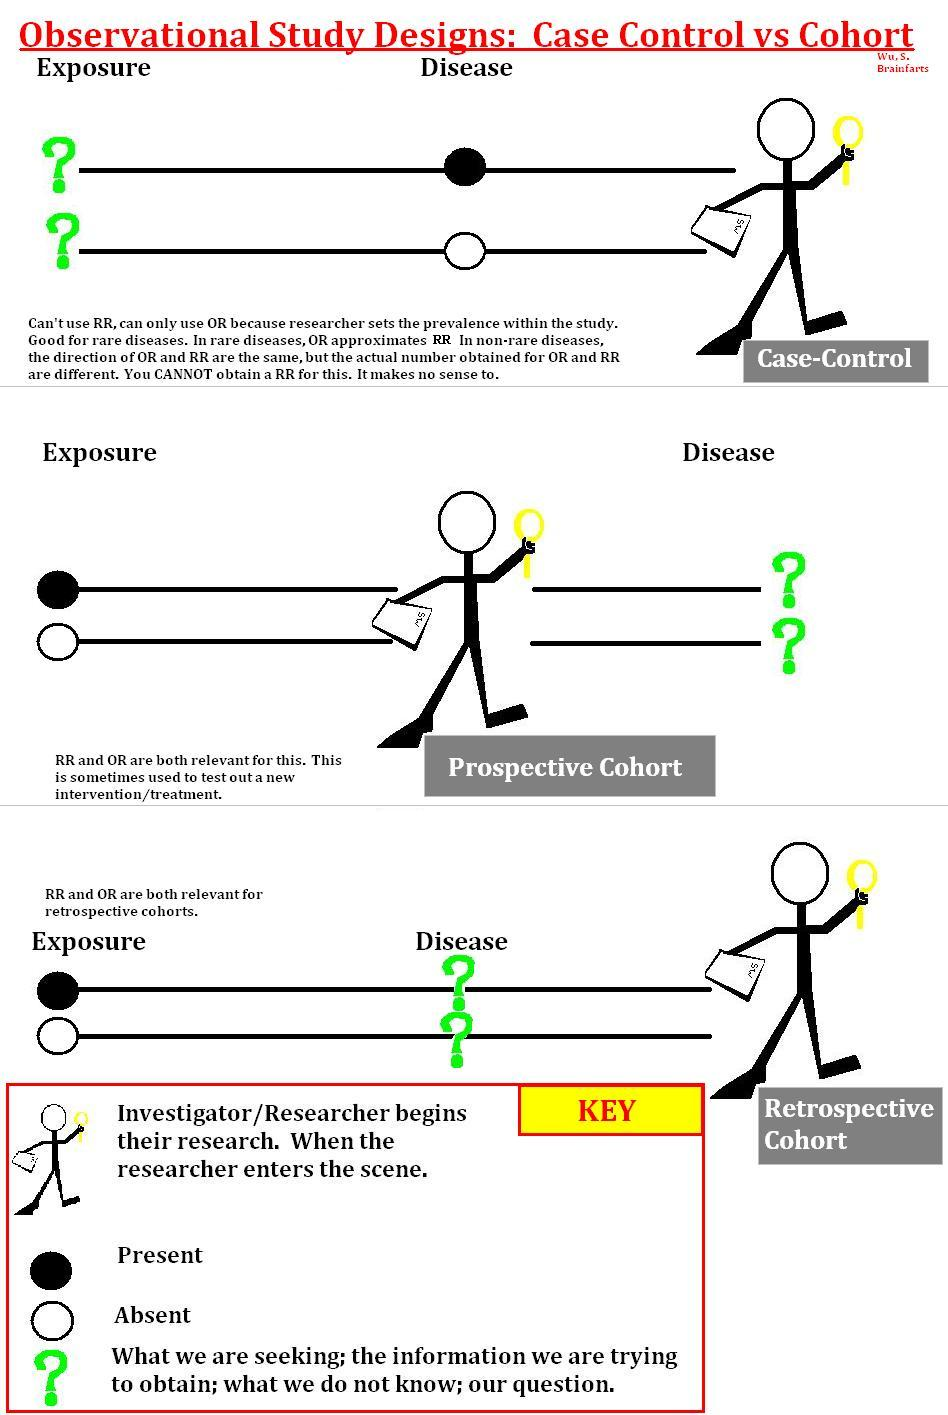 Observational Study Designs:  Case Control vs Cohort
Wu, S.
Brainfarts
Exposure
Disease
?
?
Can't use RR, can only use OR because researcher sets the prevalence within the study.
Good for rare diseases.  In rare diseases, OR approximates  RR  In non-rare diseases,
the direction of OR and RR are the same, but the actual number obtained for OR and RR
are different.  You CANNOT obtain a RR for this.  It makes no sense to.
Case-Control
Exposure
Disease
?
?
RR and OR are both relevant for this.  This
is sometimes used to test out a new
intervention/treatment.
Prospective Cohort
RR and OR are both relevant for
retrospective cohorts.
Exposure
Disease
?
?
Retrospective
Cohort
KEY
Investigator/Researcher begins
their research.  When the
researcher enters the scene.
Present
Absent
?
What we are seeking; the information we are trying
to obtain; what we do not know; our question.